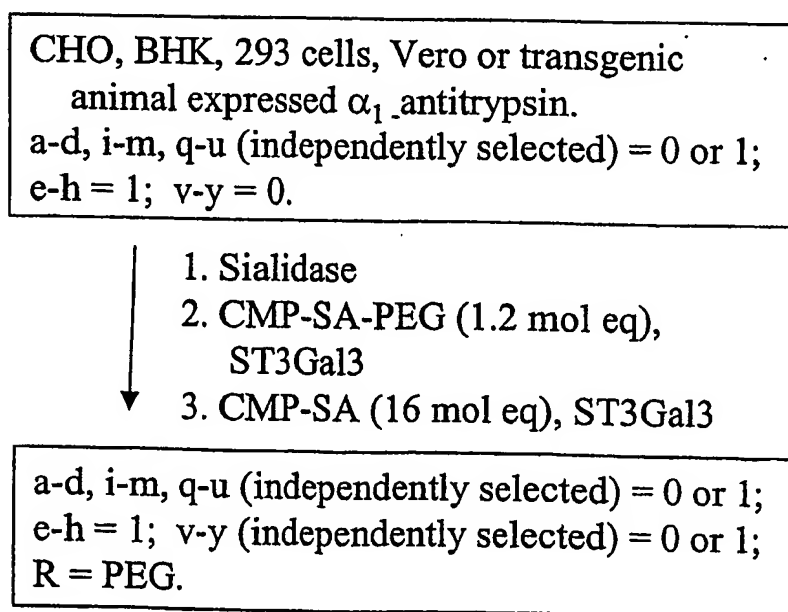 CHO, BHK, 293 cells, Vero or transgenic
animal expressed α₁-antitrypsin.
a-d, i-m, q-u (independently selected) = 0 or 1;
e-h = 1; v-y = 0.
1. Sialidase
2. CMP-SA-PEG (1.2 mol eq),
ST3Gal3
3. CMP-SA (16 mol eq), ST3Gal3
a-d, i-m, q-u (independently selected) = 0 or 1;
e-h = 1; v-y (independently selected) = 0 or 1;
R = PEG.